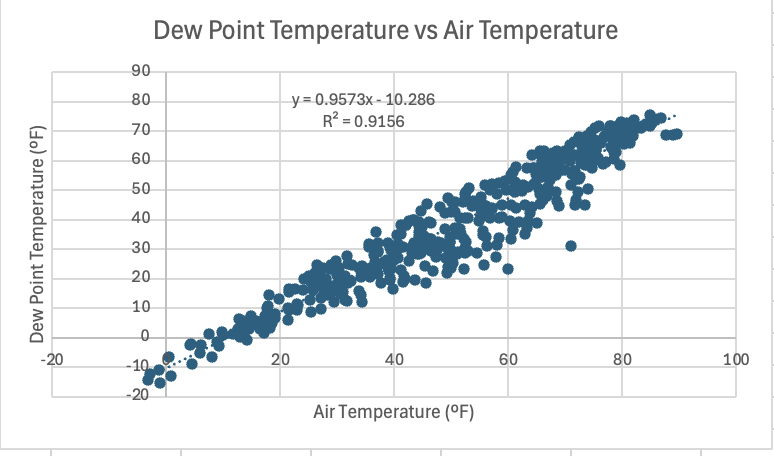 Dew Point Temperature vs Air Temperature
90
80
y = 0.9573x - 10.286
R² = 0.9156
70
60
50
40
30
20
10
0
-20 0 20 40 60 80 100
-10
-20
Dew Point Temperature (ºF)
Air Temperature (ºF)